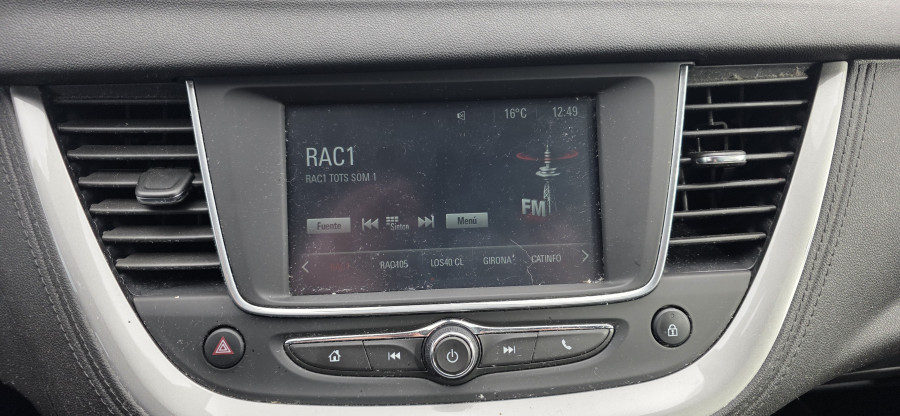 16°C 12:49
RAC1
RAC1 TOTS SOM 1
FM
Fuente Sinton Menú
RAC105 LOS40 CL GIRONA* CATINFO